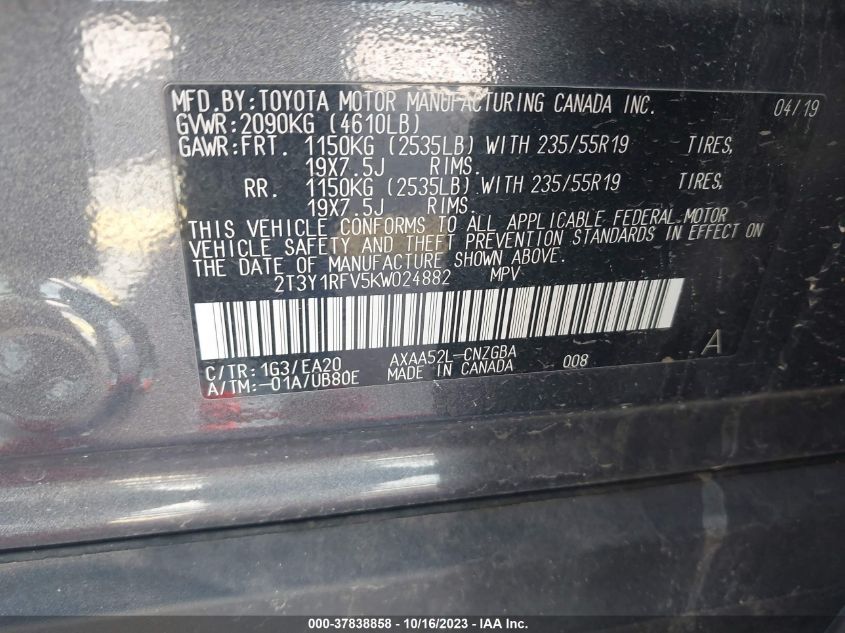 MFD.BY:TOYOTA MOTOR MANUFACTURING CANADA INC. 04/19
GVWR:2090KG (4610LB)
GAWR:FRT. 1150KG (2535LB) WITH 235/55R19 TIRES,
19X7.5J RIMS.
RR. 1150KG (2535LB) WITH 235/55R19 TIRES,
19X7.5J RIMS.
THIS VEHICLE CONFORMS TO ALL APPLICABLE FEDERAL MOTOR
VEHICLE SAFETY AND THEFT PREVENTION STANDARDS IN EFFECT ON
THE DATE OF MANUFACTURE SHOWN ABOVE.
2T3Y1RFV5KW024882 MPV
C/TR:1G3/EA20 AXAA52L-CNZGBA 008 A
A/TM:-01A/UB80E MADE IN CANADA
000-37838858 - 10/16/2023 - IAA Inc.